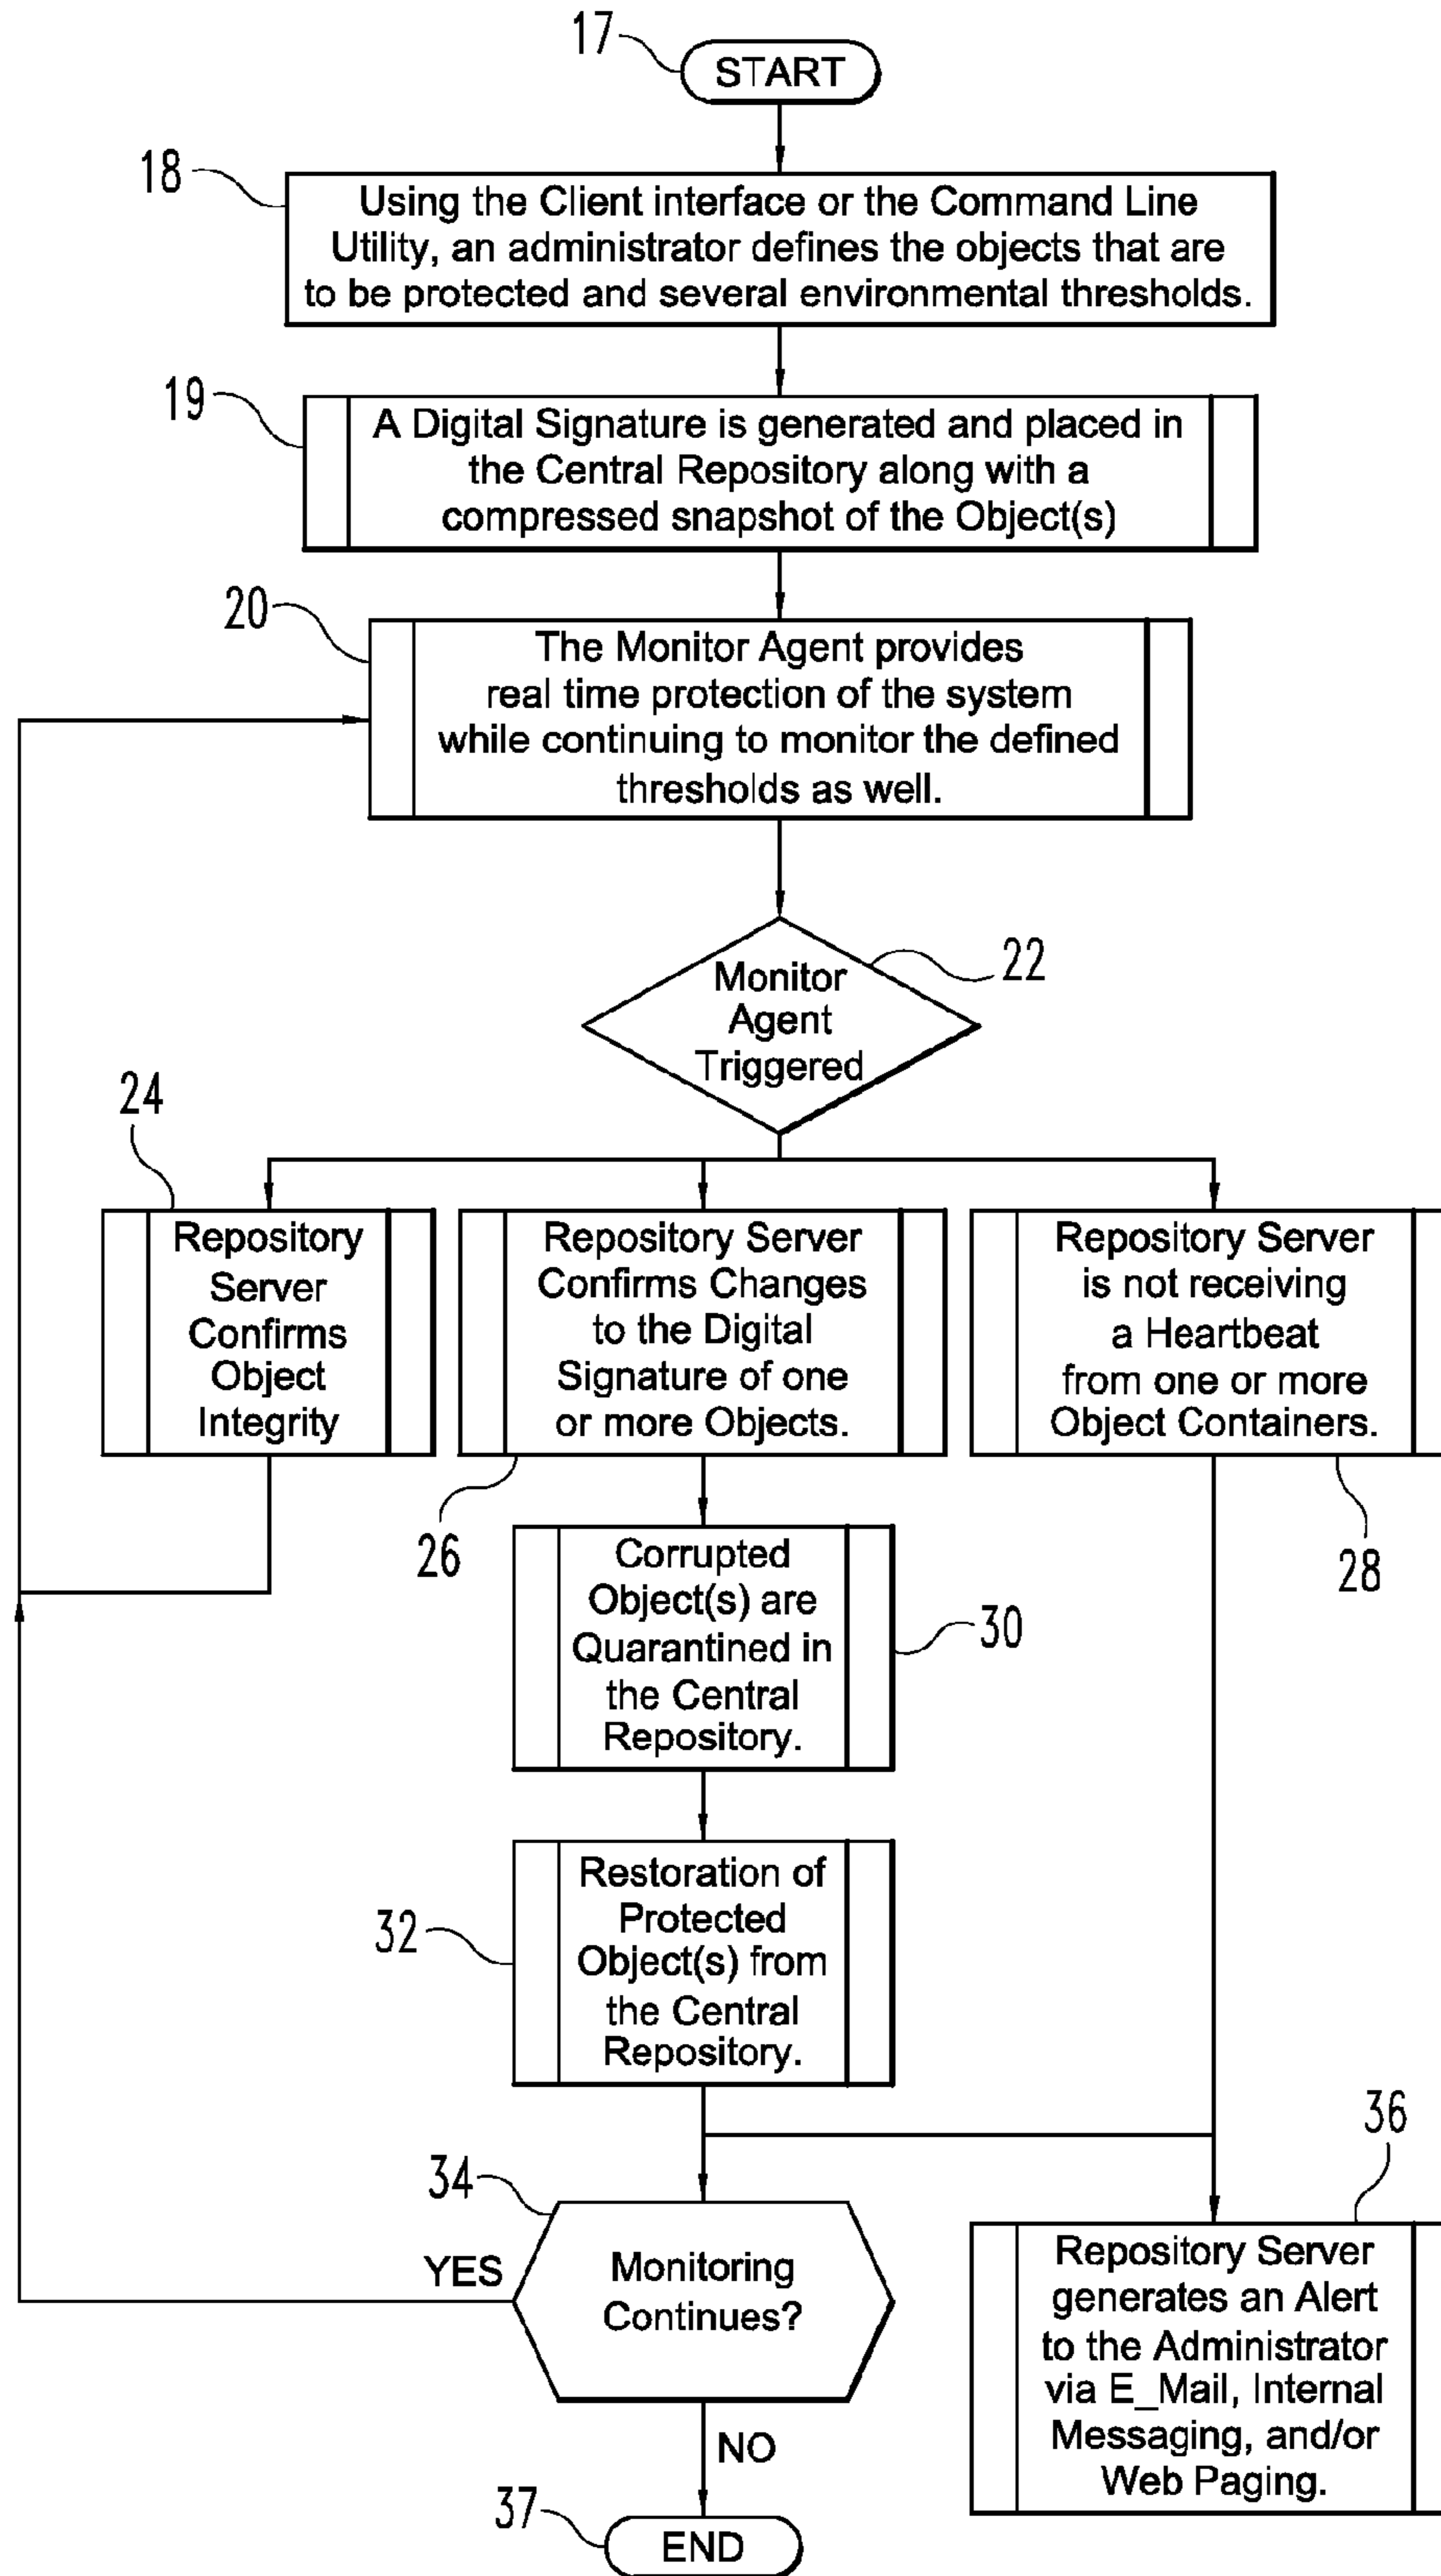 17
START
18
Using the Client interface or the Command Line
Utility, an administrator defines the objects that are
to be protected and several environmental thresholds.
19
A Digital Signature is generated and placed in
the Central Repository along with a
compressed snapshot of the Object(s)
20
The Monitor Agent provides
real time protection of the system
while continuing to monitor the defined
thresholds as well.
22
Monitor
Agent
Triggered
24
Repository
Server
Confirms
Object
Integrity
Repository Server
Confirms Changes
to the Digital
Signature of one
or more Objects.
26
Repository Server
is not receiving
a Heartbeat
from one or more
Object Containers.
28
Corrupted
Object(s) are
Quarantined in
the Central
Repository.
30
32
Restoration of
Protected
Object(s) from
the Central
Repository.
34
YES
Monitoring
Continues?
NO
36
Repository Server
generates an Alert
to the Administrator
via E_Mail, Internal
Messaging, and/or
Web Paging.
37
END